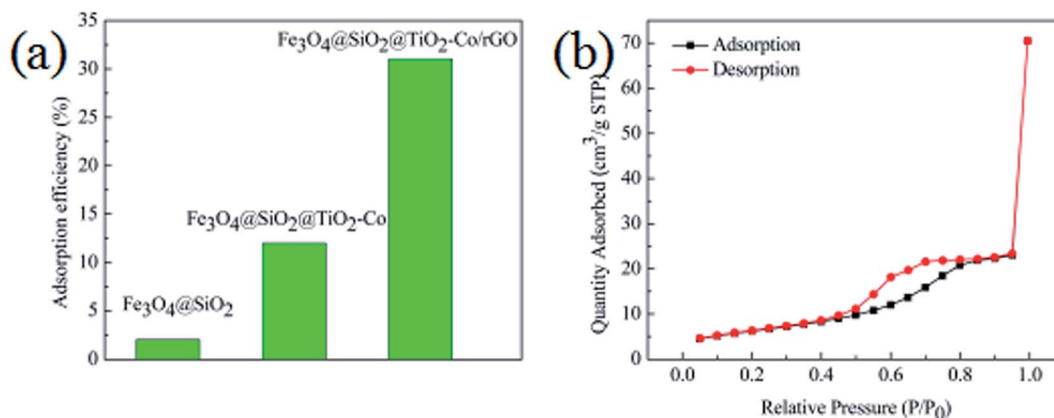 (a)
Adsorption efficiency (%)
35
30
25
20
15
10
5
0
Fe3O4@SiO2
Fe3O4@SiO2@TiO2-Co
Fe3O4@SiO2@TiO2-Co/rGO
(b)
Quantity Adsorbed (cm³/g STP)
70
60
50
40
30
20
10
0
Adsorption
Desorption
0.0 0.2 0.4 0.6 0.8 1.0
Relative Pressure (P/P0)